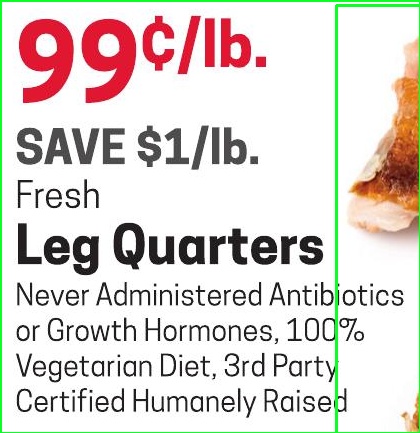 99¢/lb.
SAVE $1/lb.
Fresh
Leg Quarters
Never Administered Antibiotics
or Growth Hormones, 100%
Vegetarian Diet, 3rd Party
Certified Humanely Raised